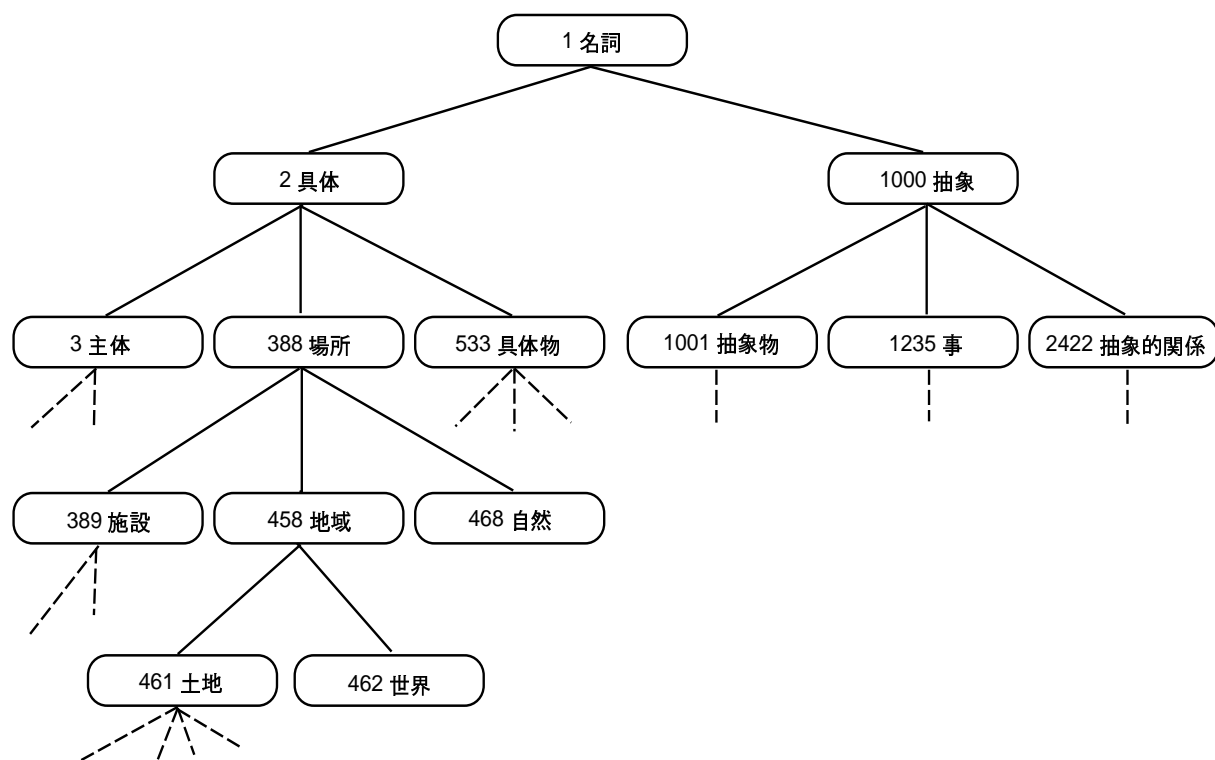 1 名詞
2 具体
1000 抽象
3 主体
388 場所
533 具体物
1001 抽象物
1235 事
2422 抽象的関係
389 施設
458 地域
468 自然
461 土地
462 世界